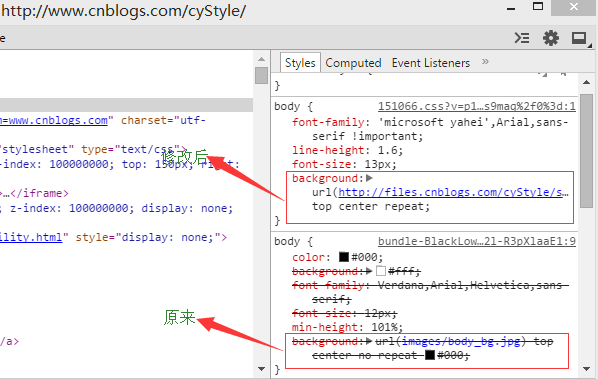 http://www.cnblogs.com/cyStyle/
Styles Computed Event Listeners »
}
m=www.cnblogs.com" charset="utf-
/stylesheet" type="text/css">
-index: 100000000; top: 150px; right:
>…</iframe>
; z-index: 100000000; display: none;
ility.html" style="display: none;">
/a>
修改后
原来
body { 151066.css?v=p1…s9maq%2f0%3d:1
font-family: 'microsoft yahei',Arial,sans-
serif !important;
line-height: 1.6;
font-size: 13px;
background:▶
url(http://files.cnblogs.com/cyStyle/s…
top center repeat;
}
body { bundle-BlackLow…2l-R3pXlaaE1:9
color: #000;
background:▶ #fff;
font-family: Verdana,Arial,Helvetica,sans-
serif;
font-size: 12px;
min-height: 101%;
background:▶url(images/body_bg.jpg) top
center no-repeat #000;
}